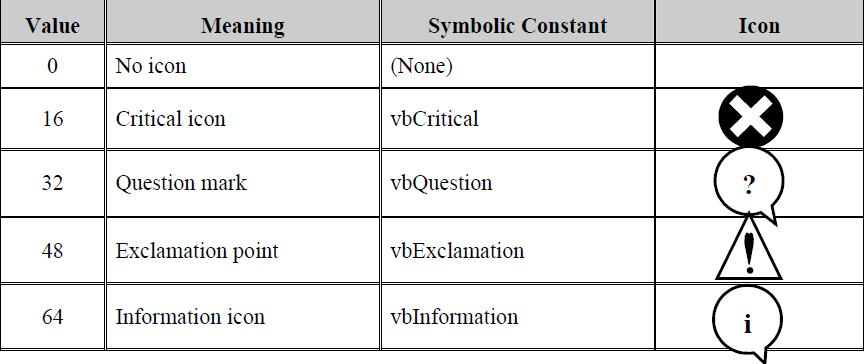 Value Meaning Symbolic Constant Icon
0 No icon (None)
16 Critical icon vbCritical
32 Question mark vbQuestion ?
48 Exclamation point vbExclamation !
64 Information icon vbInformation i